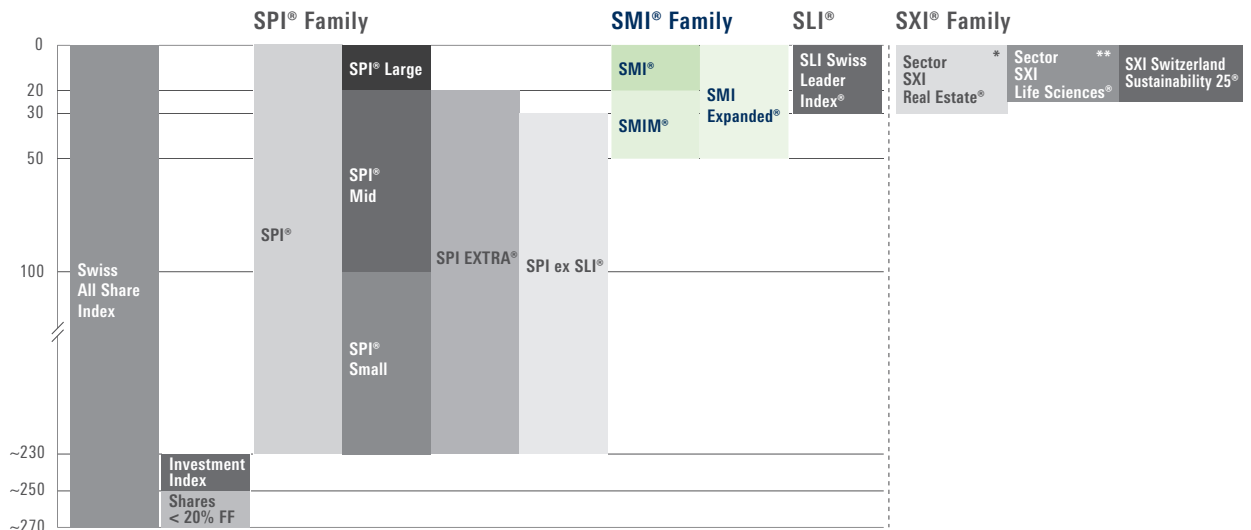 SPI® Family
SMI® Family
SLI®
SXI® Family
0
20
30
50
100
~230
~250
~270
Swiss
All Share
Index
Investment
Index
Shares
< 20% FF
SPI®
SPI® Large
SPI®
Mid
SPI®
Small
SPI EXTRA®
SPI ex SLI®
SMI®
SMIM®
SMI
Expanded®
SLI Swiss
Leader
Index®
Sector *
SXI
Real Estate®
Sector **
SXI
Life Sciences®
SXI Switzerland
Sustainability 25®